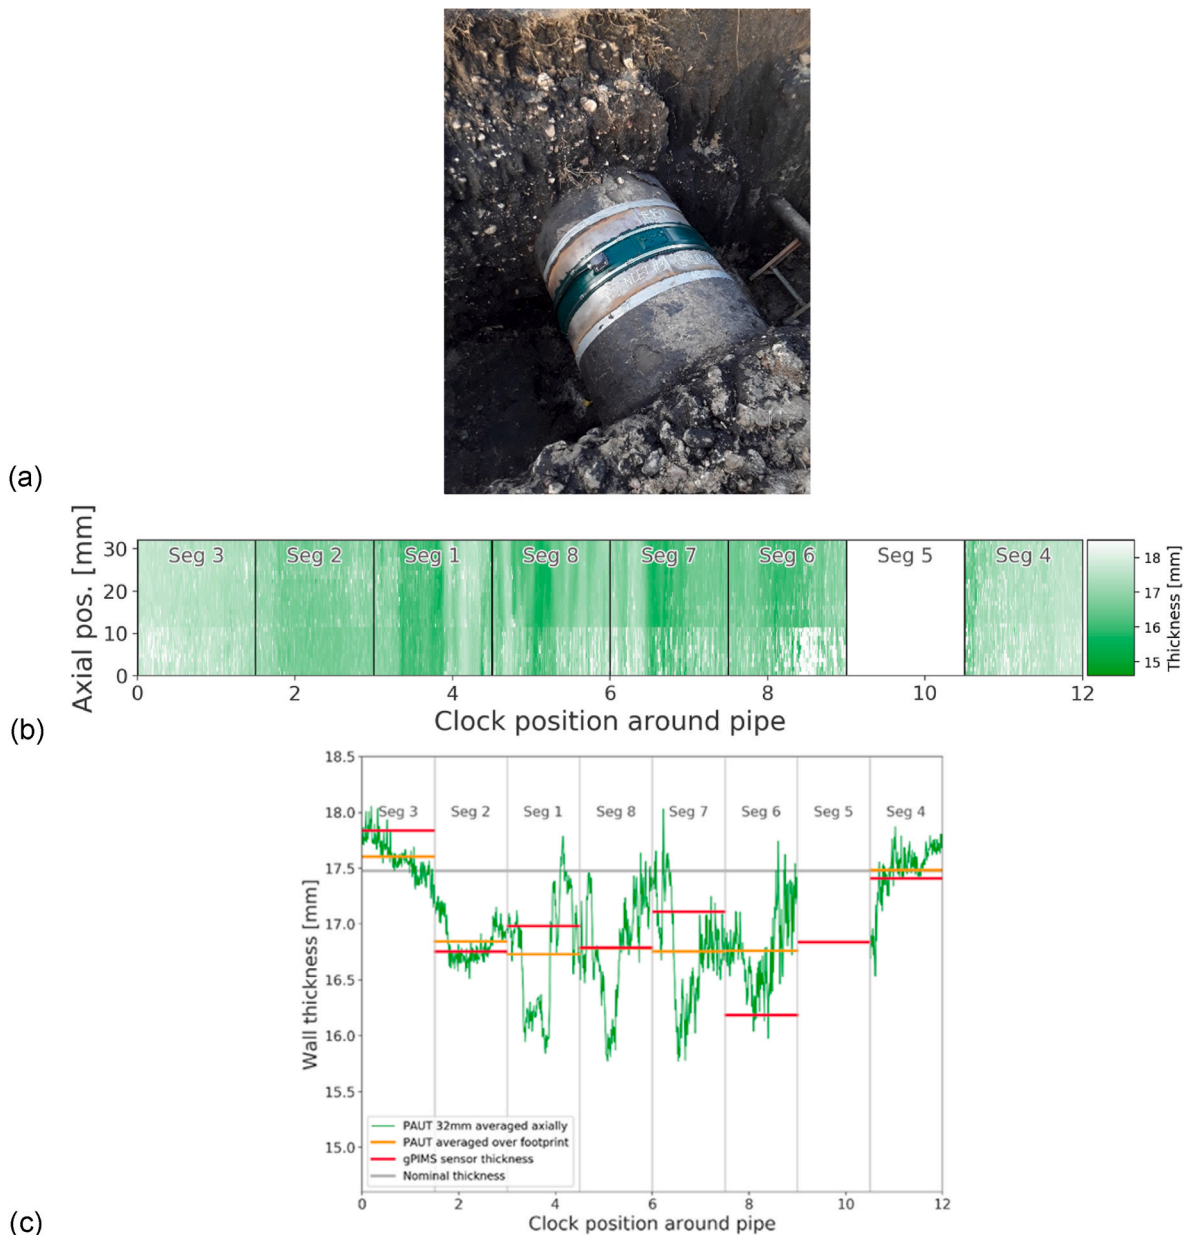 (a)
Axial pos. [mm]
30
20
10
0
Seg 3 Seg 2 Seg 1 Seg 8 Seg 7 Seg 6 Seg 5 Seg 4
0 2 4 6 8 10 12
Clock position around pipe
18
17
16
15
Thickness [mm]
(b)
Wall thickness [mm]
18.5
18.0
17.5
17.0
16.5
16.0
15.5
15.0
Seg 3 Seg 2 Seg 1 Seg 8 Seg 7 Seg 6 Seg 5 Seg 4
PAUT 32mm averaged axially
PAUT averaged over footprint
gPIMS sensor thickness
Nominal thickness
0 2 4 6 8 10 12
Clock position around pipe
(c)